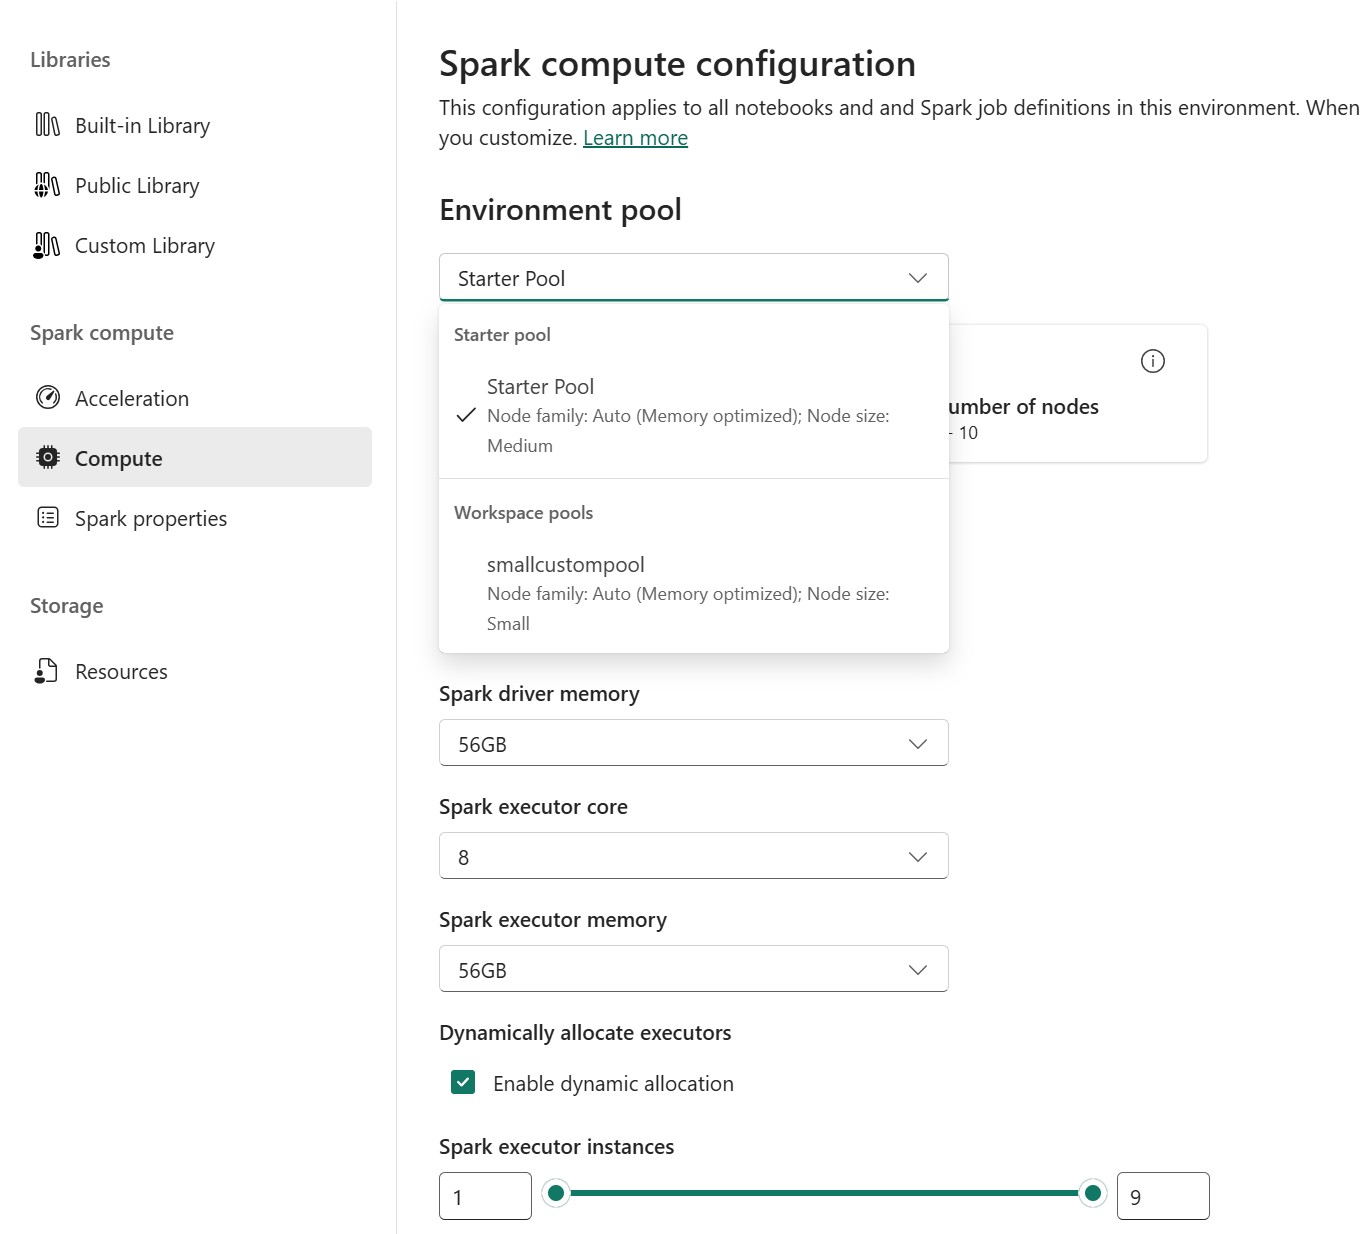 Libraries
Built-in Library
Public Library
Custom Library
Spark compute
Acceleration
Compute
Spark properties
Storage
Resources
Spark compute configuration
This configuration applies to all notebooks and and Spark job definitions in this environment. When
you customize. Learn more
Environment pool
Starter Pool
Starter pool
Starter Pool
Node family: Auto (Memory optimized); Node size:
Medium
Workspace pools
smallcustompool
Node family: Auto (Memory optimized); Node size:
Small
umber of nodes
- 10
Spark driver memory
56GB
Spark executor core
8
Spark executor memory
56GB
Dynamically allocate executors
Enable dynamic allocation
Spark executor instances
1
9